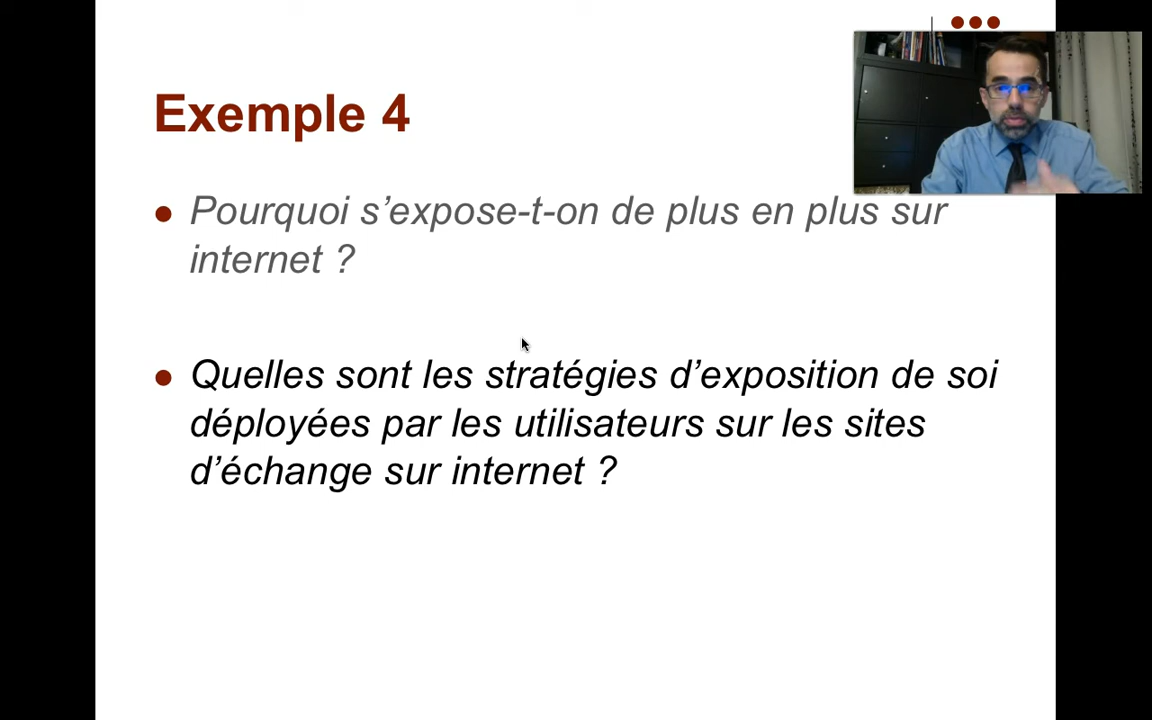 Exemple 4
Pourquoi s’expose-t-on de plus en plus sur
internet ?
Quelles sont les stratégies d’exposition de soi
déployées par les utilisateurs sur les sites
d’échange sur internet ?